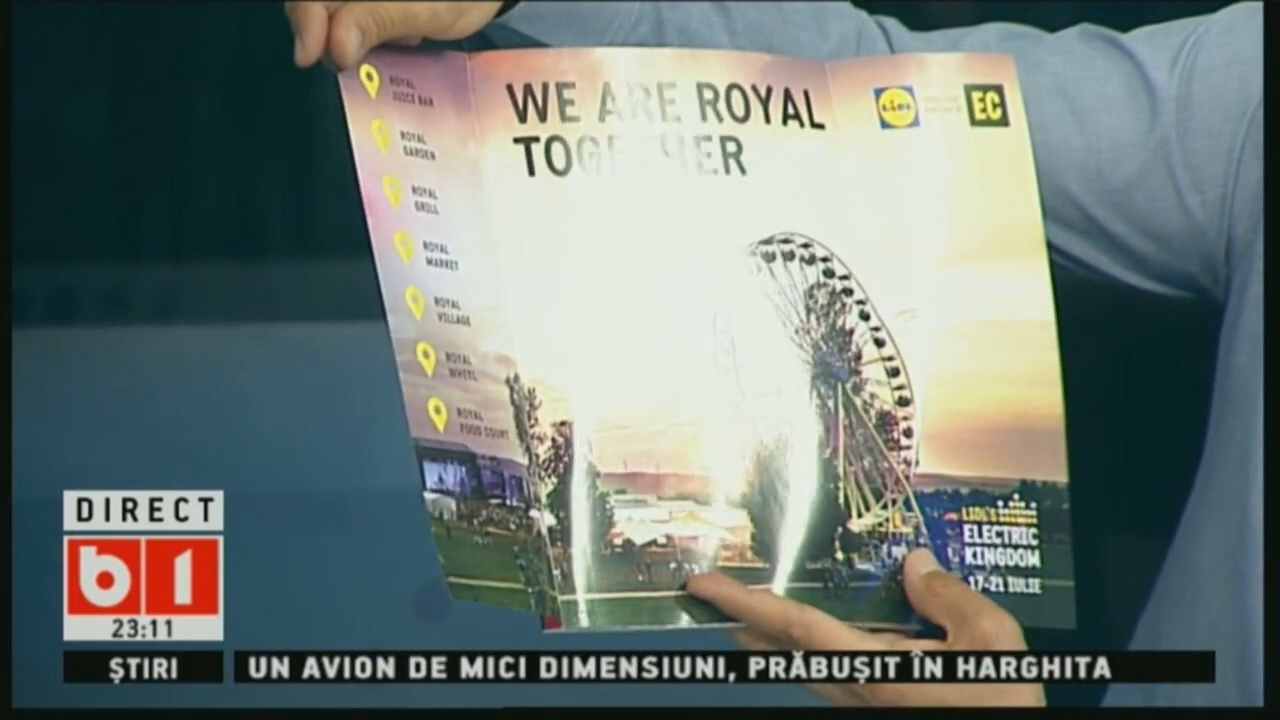 ROYAL
JUICE BAR
ROYAL
GARDEN
ROYAL
GRILL
ROYAL
MARKET
ROYAL
VILLAGE
ROYAL
WHEEL
ROYAL
FOOD COURT
WE ARE ROYAL
TOGETHER
LIDL
EC
LIDL'S
ELECTRIC
KINGDOM
17-21 IULIE
DIRECT
b1
23:11
ȘTIRI
UN AVION DE MICI DIMENSIUNI, PRĂBUȘIT ÎN HARGHITA